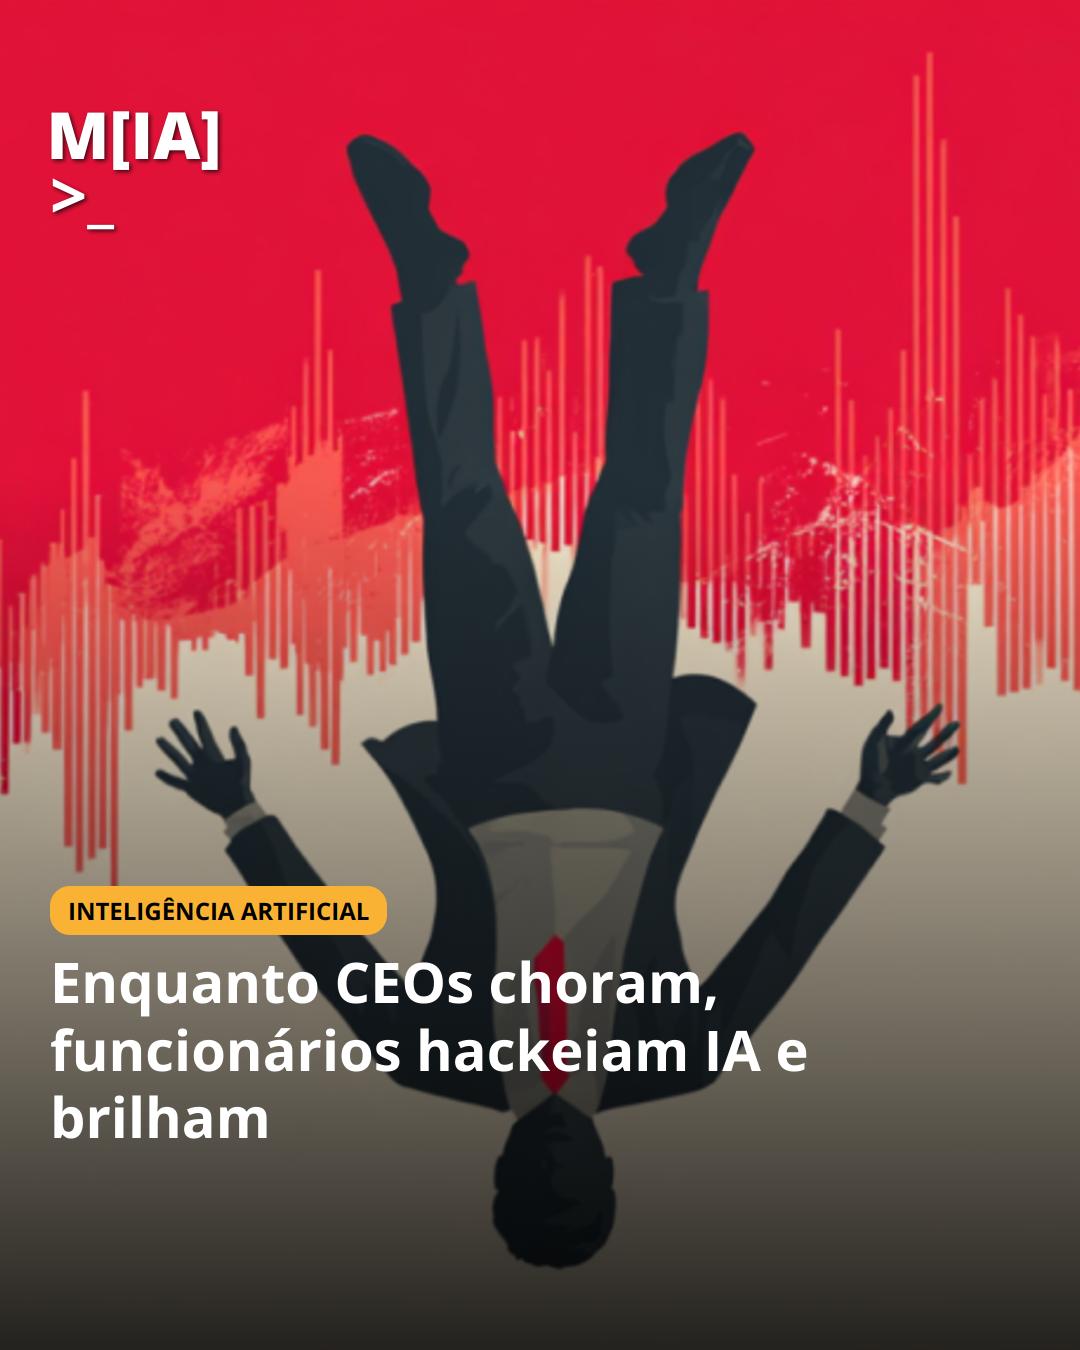 M[IA]
>_
INTELIGÊNCIA ARTIFICIAL
Enquanto CEOs choram,
funcionários hackeiam IA e
brilham